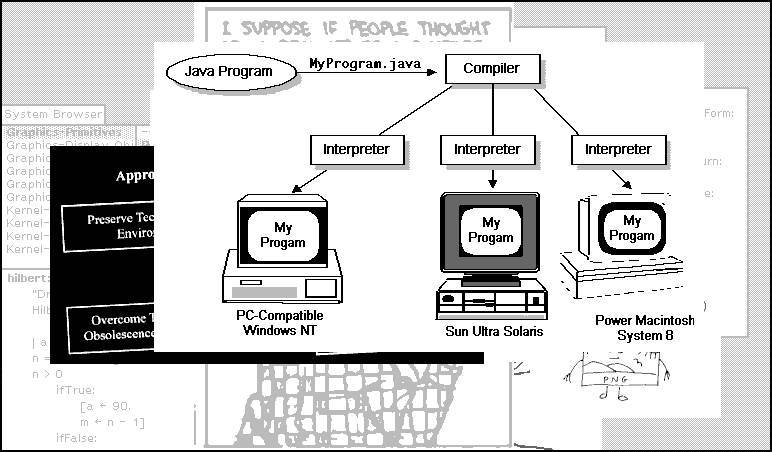 I SUPPOSE IF PEOPLE THOUGHT
Java Program
MyProgram.java
Compiler
System Browser
Form:
Graphics-Primitives
Graphics-Display Obj
Graphic
Graphic
Graphic
Kernel-
Kernel-
Kernel-
Interpreter
Interpreter
Interpreter
urn:
e:
Appro
Preserve Tec
Enviro
My
Progam
My
Progam
My
Progam
hilbert:
"Dr
Hilb
Overcome T
Obsolescence
PC-Compatible
Windows NT
Sun Ultra Solaris
Power Macintosh
System 8
| a
n =
n > 0
ifTrue:
[a ← 90.
m ← n - 1]
ifFalse:
PNG